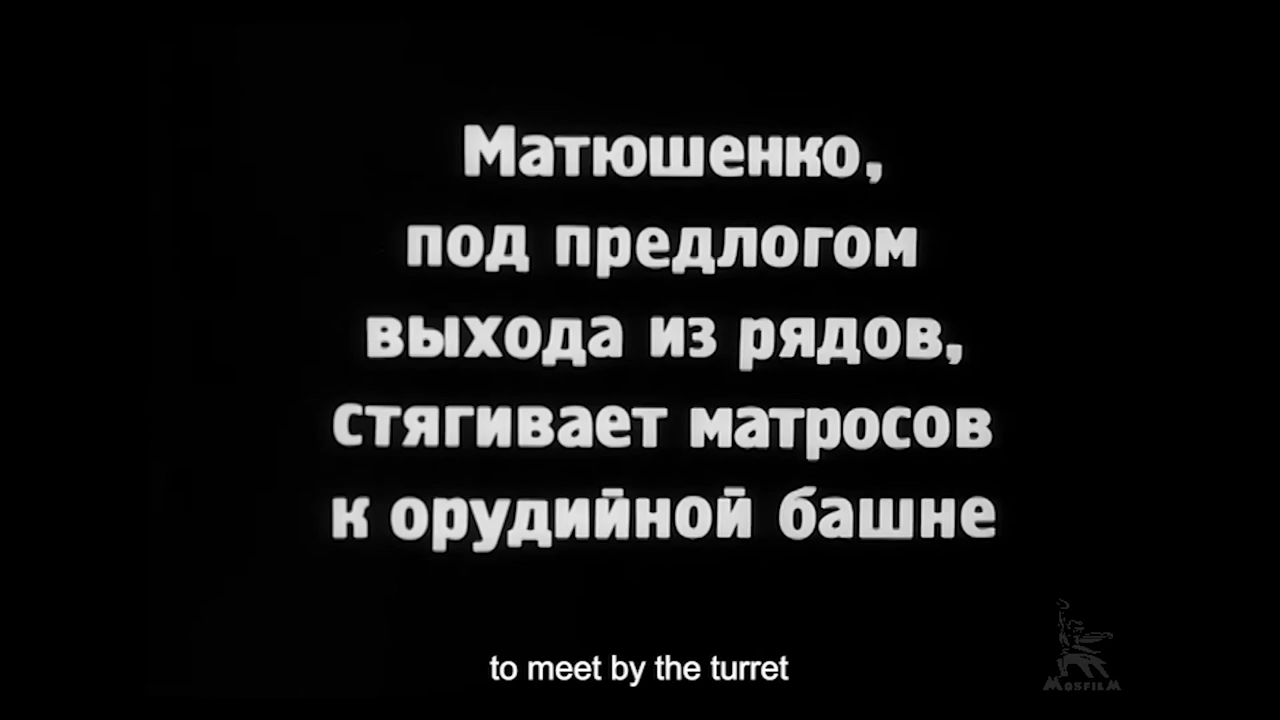 Матюшенко,
под предлогом
выхода из рядов,
стягивает матросов
к орудийной башне
to meet by the turret
MOSFILM